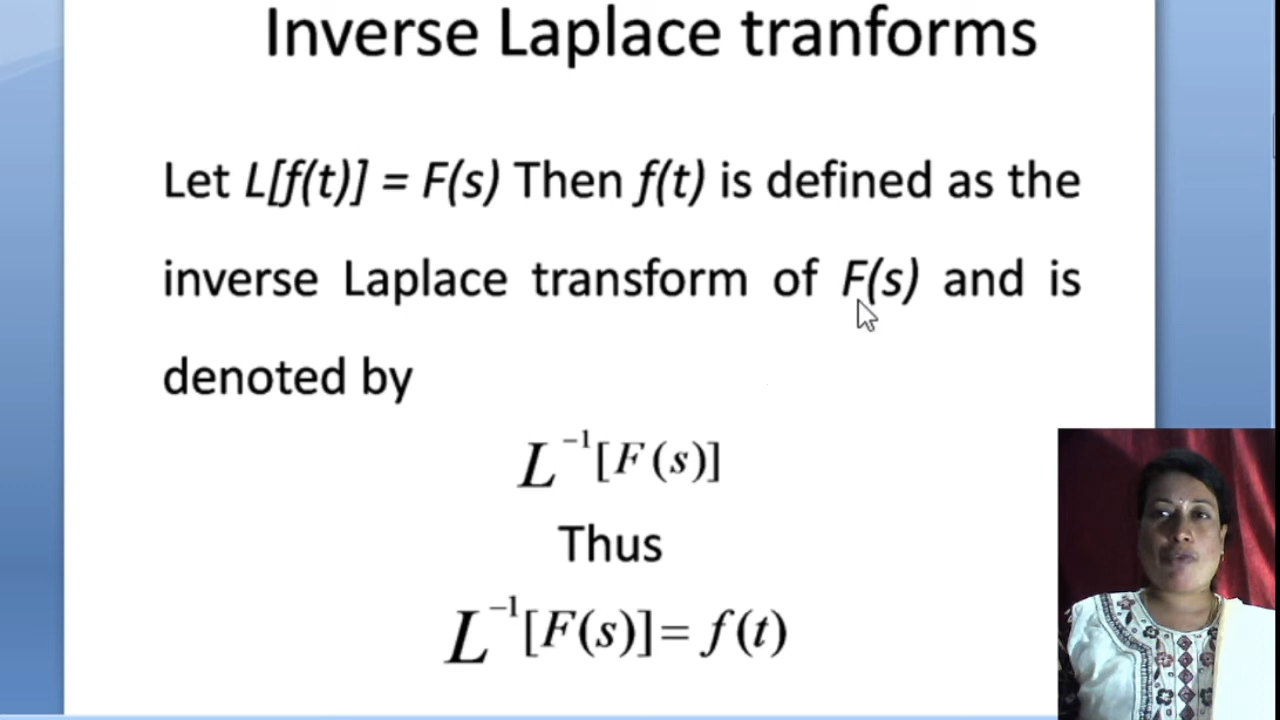 Inverse Laplace tranforms
Let L[f(t)] = F(s) Then f(t) is defined as the
inverse Laplace transform of F(s) and is
denoted by
L⁻¹[F(s)]
Thus
L⁻¹[F(s)]= f(t)